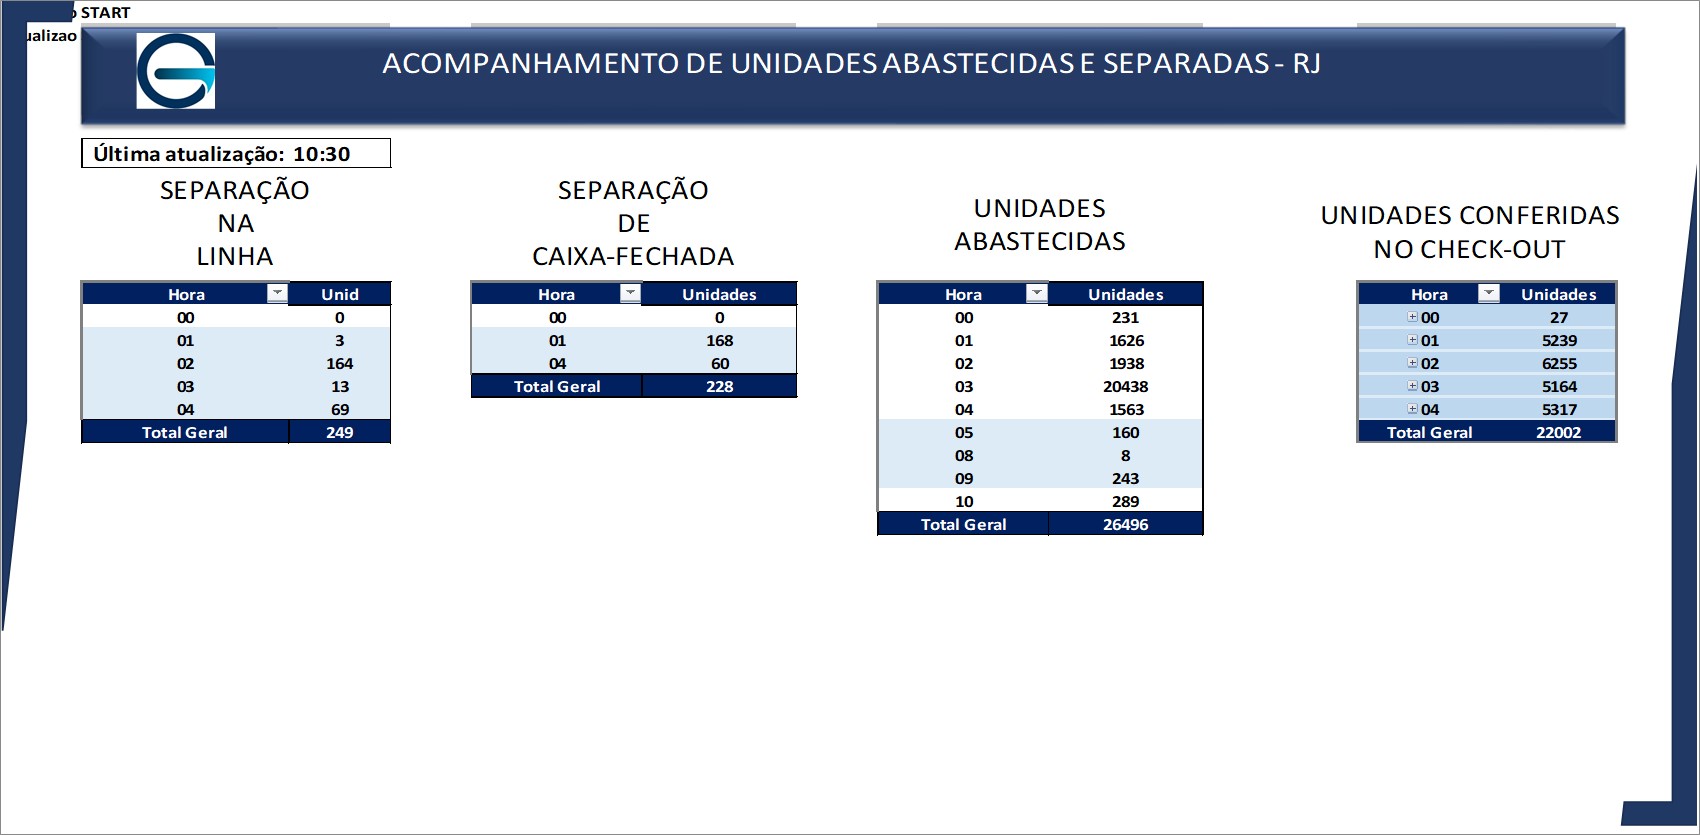 START
ualizao
ACOMPANHAMENTO DE UNIDADES ABASTECIDAS E SEPARADAS - RJ
Última atualização: 10:30
SEPARAÇÃO
NA
LINHA
Hora Unid
00 0
01 3
02 164
03 13
04 69
Total Geral 249
SEPARAÇÃO
DE
CAIXA-FECHADA
Hora Unidades
00 0
01 168
04 60
Total Geral 228
UNIDADES
ABASTECIDAS
Hora Unidades
00 231
01 1626
02 1938
03 20438
04 1563
05 160
08 8
09 243
10 289
Total Geral 26496
UNIDADES CONFERIDAS
NO CHECK-OUT
Hora Unidades
00 27
01 5239
02 6255
03 5164
04 5317
Total Geral 22002